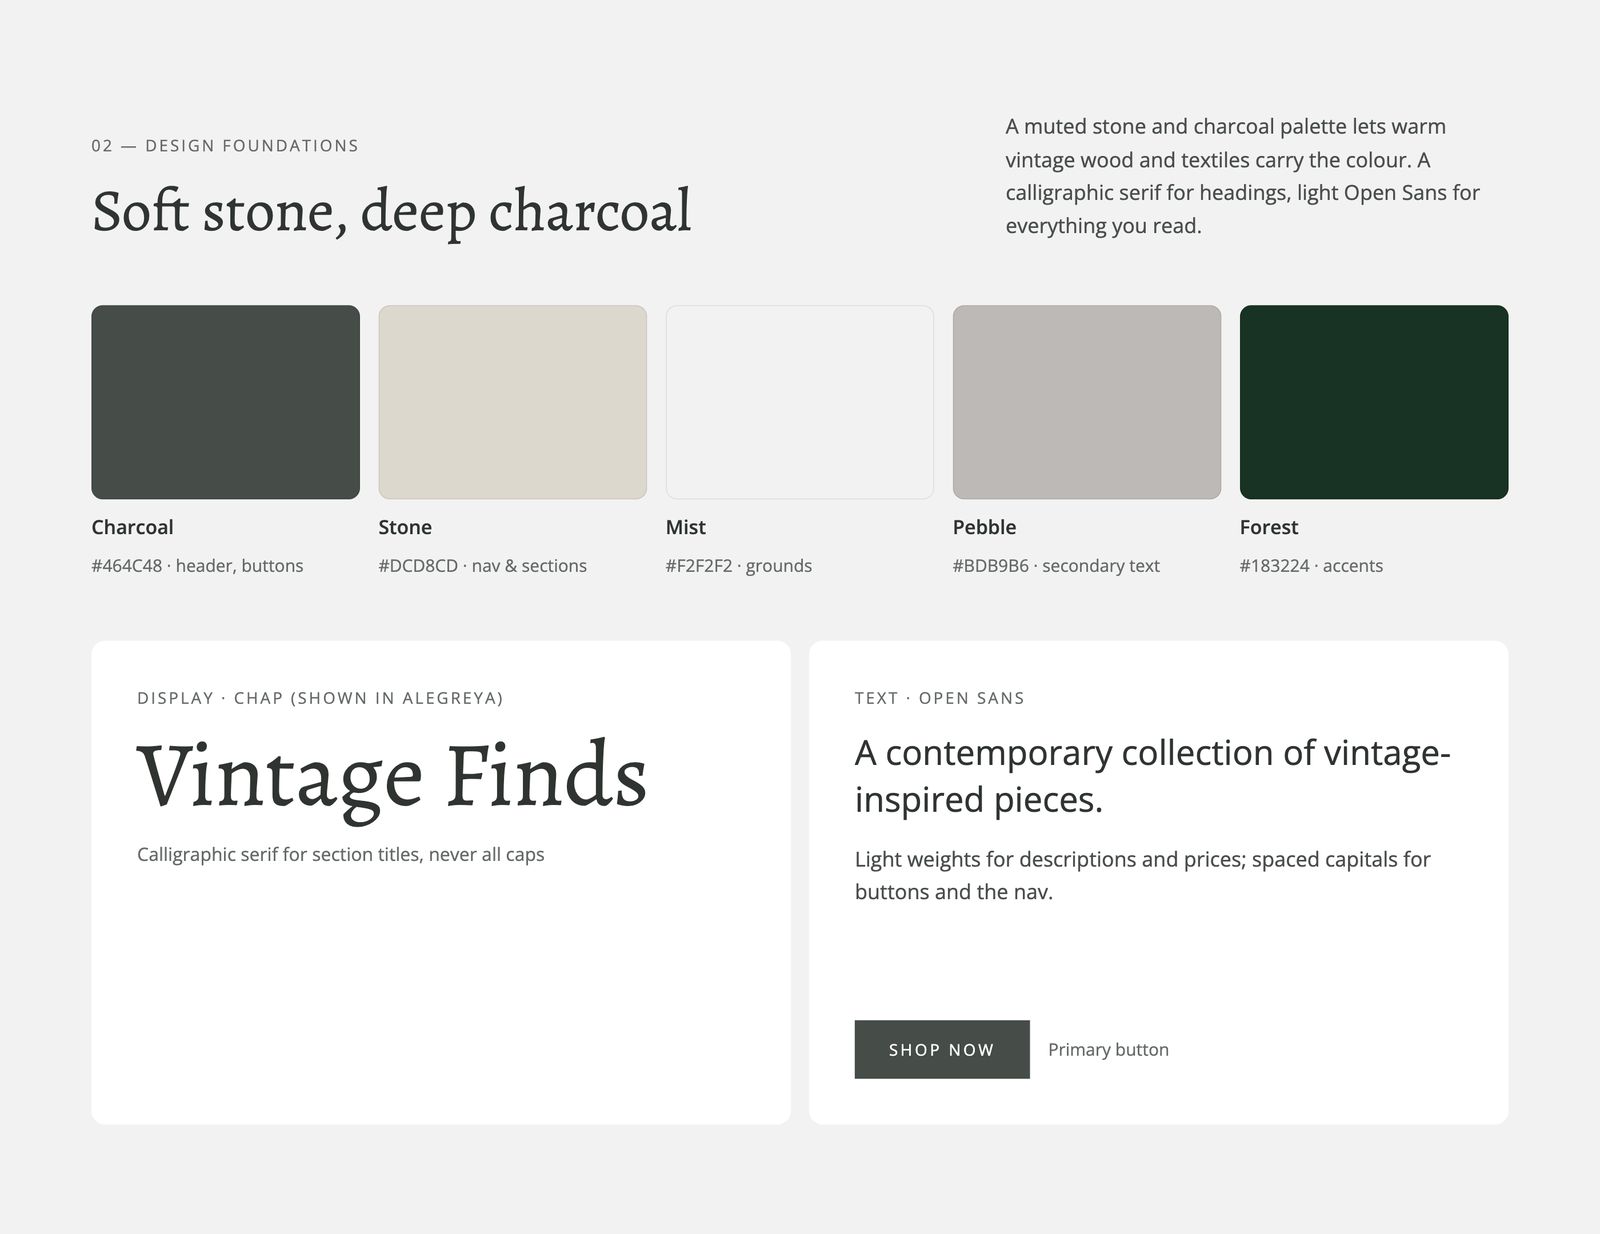 02 — DESIGN FOUNDATIONS
Soft stone, deep charcoal
A muted stone and charcoal palette lets warm
vintage wood and textiles carry the colour. A
calligraphic serif for headings, light Open Sans for
everything you read.
Charcoal
#464C48 · header, buttons
Stone
#DCD8CD · nav & sections
Mist
#F2F2F2 · grounds
Pebble
#BDB9B6 · secondary text
Forest
#183224 · accents
DISPLAY · CHAP (SHOWN IN ALEGREYA)
Vintage Finds
Calligraphic serif for section titles, never all caps
TEXT · OPEN SANS
A contemporary collection of vintage-
inspired pieces.
Light weights for descriptions and prices; spaced capitals for
buttons and the nav.
SHOP NOW
Primary button